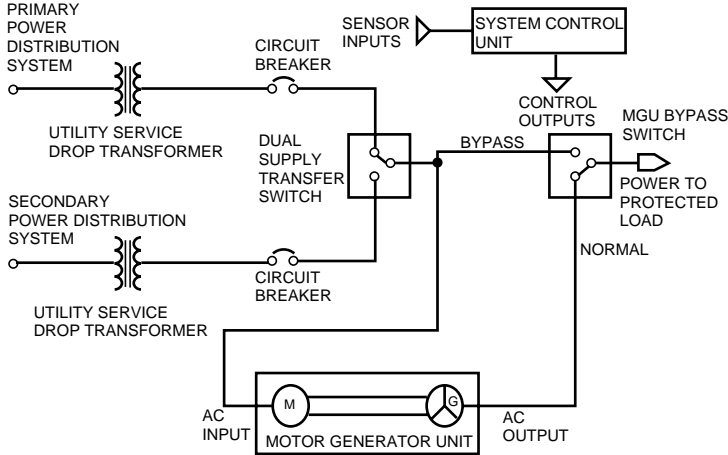 PRIMARY
POWER
DISTRIBUTION
SYSTEM
CIRCUIT
BREAKER
SENSOR
INPUTS
SYSTEM CONTROL
UNIT
CONTROL
OUTPUTS
MGU BYPASS
SWITCH
UTILITY SERVICE
DROP TRANSFORMER
DUAL
SUPPLY
TRANSFER
SWITCH
BYPASS
POWER TO
PROTECTED
LOAD
SECONDARY
POWER DISTRIBUTION
SYSTEM
NORMAL
CIRCUIT
BREAKER
UTILITY SERVICE
DROP TRANSFORMER
M
G
AC
INPUT
MOTOR GENERATOR UNIT
AC
OUTPUT